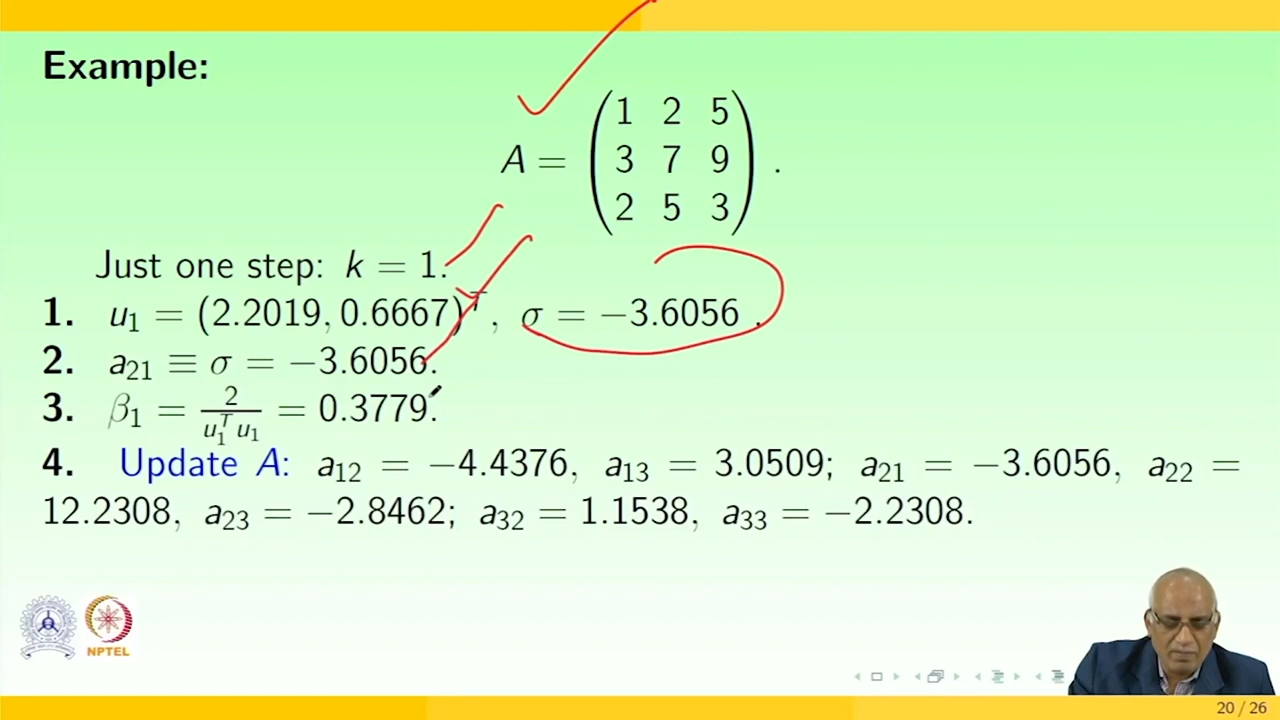 Example:
A = (1 2 5
3 7 9
2 5 3) .
Just one step: k = 1.
1. u₁ = (2.2019, 0.6667)ᵀ, σ = −3.6056 .
2. a₂₁ ≡ σ = −3.6056.
3. β₁ = 2 / u₁ᵀ u₁ = 0.3779.
4. Update A: a₁₂ = −4.4376, a₁₃ = 3.0509; a₂₁ = −3.6056, a₂₂ =
12.2308, a₂₃ = −2.8462; a₃₂ = 1.1538, a₃₃ = −2.2308.
NPTEL
20 / 26